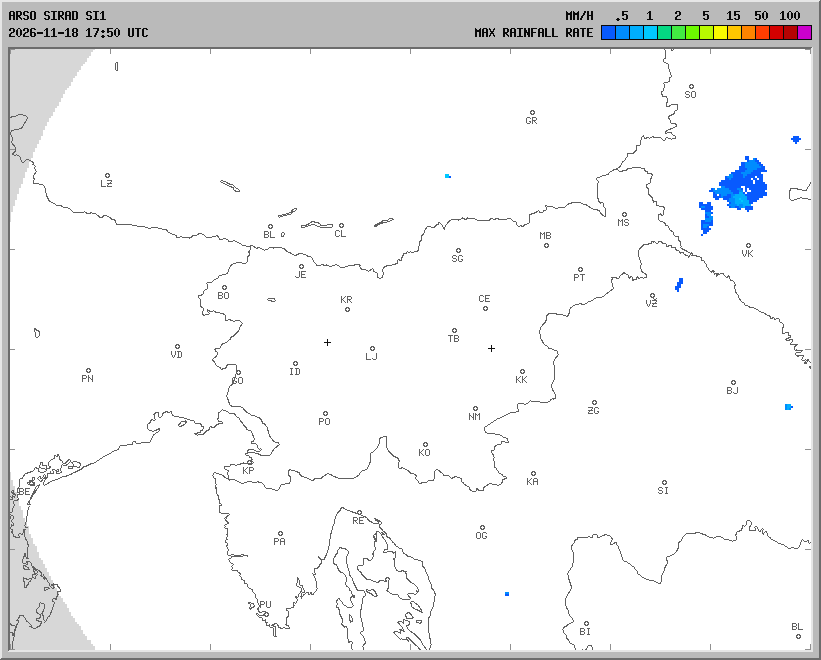 ARSO SIRAD SI1
MM/H .5 1 2 5 15 50 100
2026-11-18 17:50 UTC
MAX RAINFALL RATE
SO
GR
LZ
MS
BL
CL
MB
VK
SG
JE
PT
BO
KR
CE
VZ
TB
VD
LJ
ID
GO
PN
KK
BJ
NM
ZG
PO
KO
KP
KA
BE
SI
RE
OG
PA
PU
BI
BL